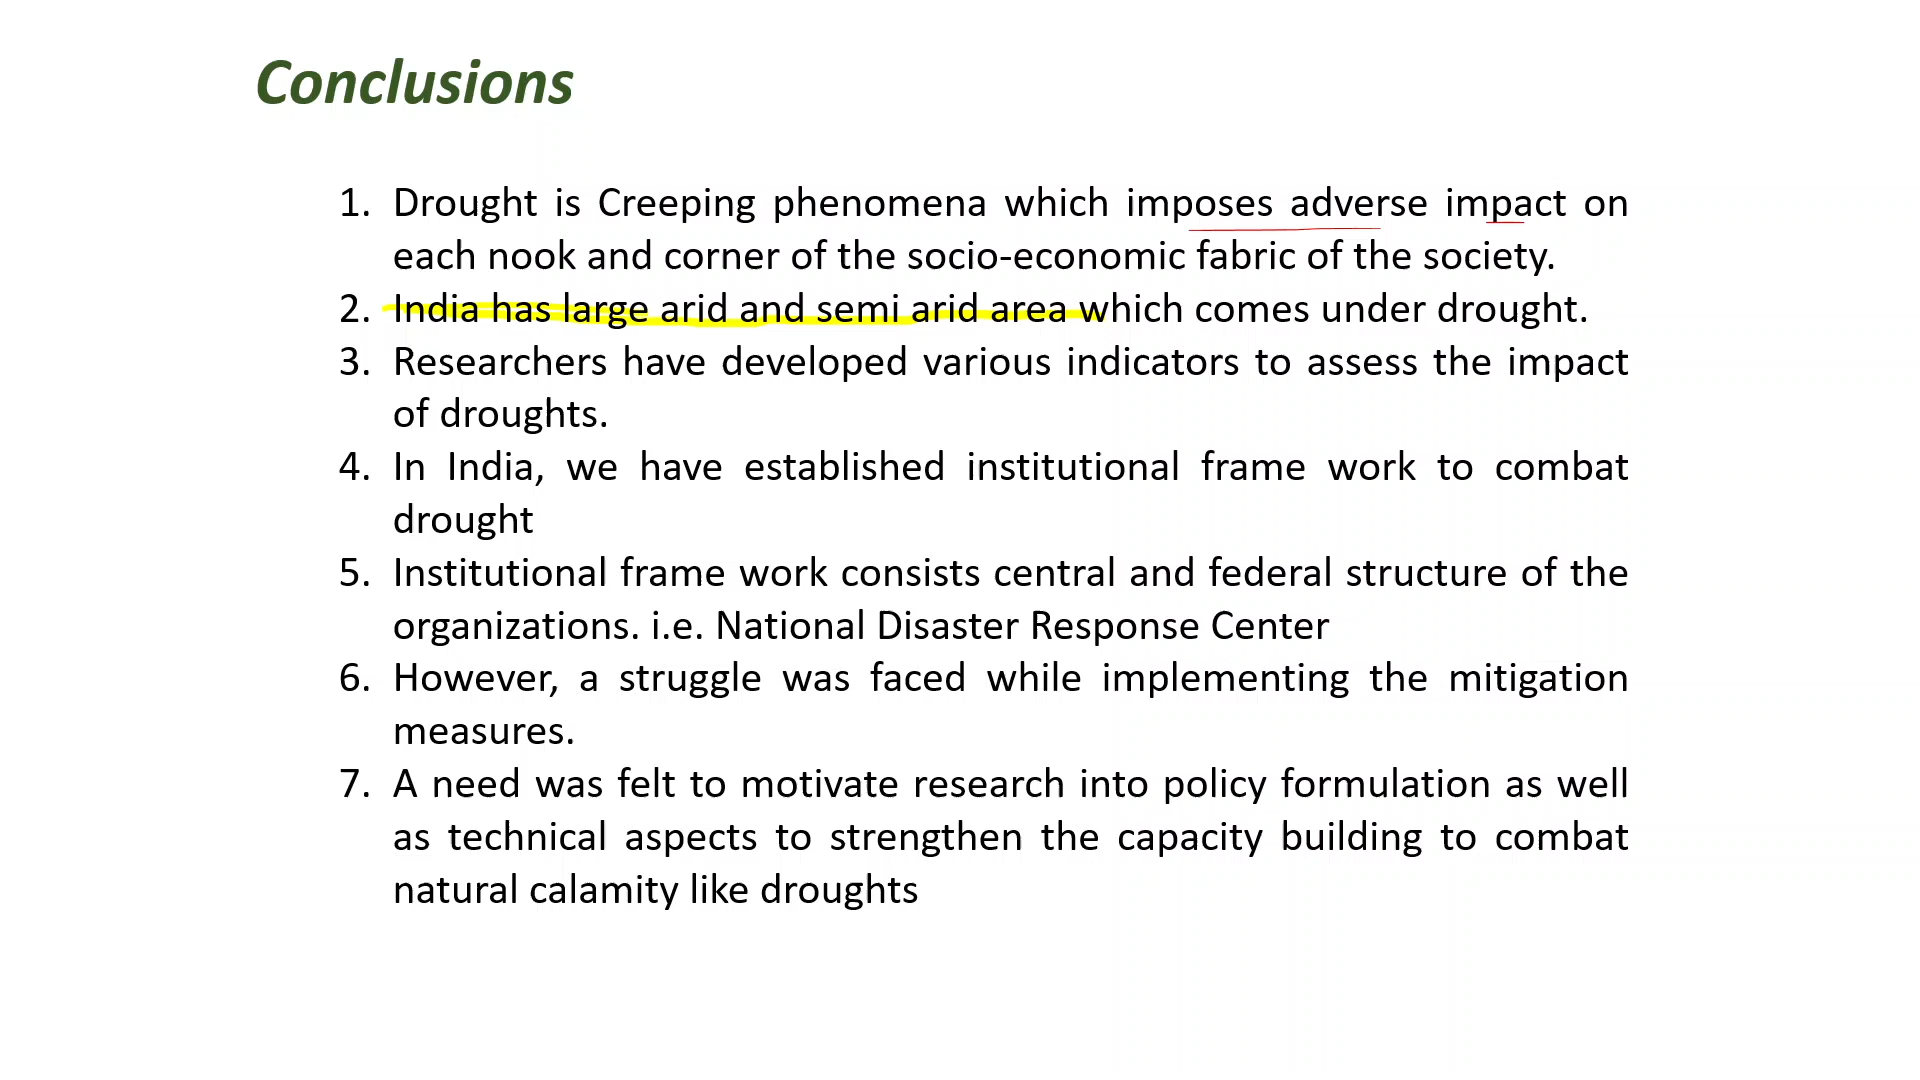 Conclusions
1. Drought is Creeping phenomena which imposes adverse impact on
each nook and corner of the socio-economic fabric of the society.
2. India has large arid and semi arid area which comes under drought.
3. Researchers have developed various indicators to assess the impact
of droughts.
4. In India, we have established institutional frame work to combat
drought
5. Institutional frame work consists central and federal structure of the
organizations. i.e. National Disaster Response Center
6. However, a struggle was faced while implementing the mitigation
measures.
7. A need was felt to motivate research into policy formulation as well
as technical aspects to strengthen the capacity building to combat
natural calamity like droughts